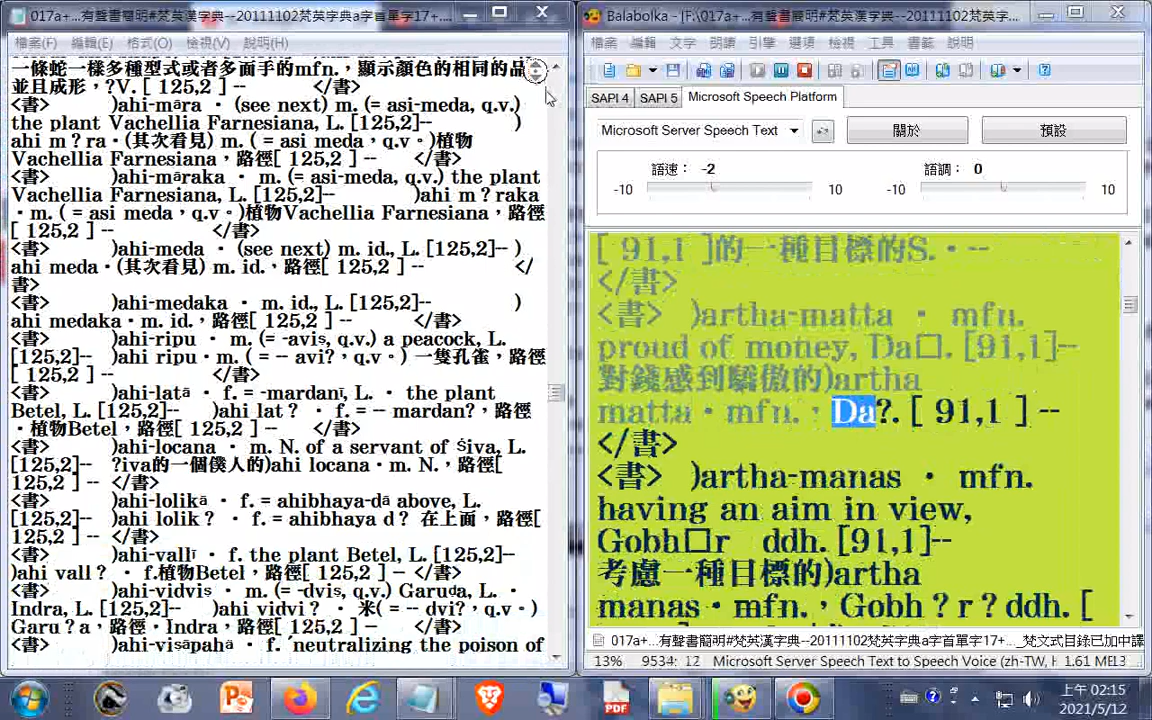 017a+...有聲書簡明#梵英漢字典--20111102梵英字典a字首單字17+...
檔案(F) 編輯(E) 格式(O) 檢視(V) 說明(H)
一條蛇一樣多種型式或者多面手的mfn.，顯示顏色的相同的品
並且成形，?V. [ 125,2 ] -- </書>
<書> )ahi-māra ‧ (see next) m. (= asi-meda, q.v.)
the plant Vachellia Farnesiana, L. [125,2]-- )
ahi m ? ra‧(其次看見) m. (= asi meda，q.v。)植物
Vachellia Farnesiana，路徑[ 125,2 ] -- </書>
<書> )ahi-māraka ‧ m. (= asi-meda, q.v.) the plant
Vachellia Farnesiana, L. [125,2]-- )ahi m ? raka
‧m. ( = asi meda，q.v。)植物Vachellia Farnesiana，路徑
[ 125,2 ] -- </書>
<書> )ahi-meda ‧ (see next) m. id., L. [125,2]-- )
ahi meda‧(其次看見) m. id.，路徑[ 125,2 ] -- </
書>
<書> )ahi-medaka ‧ m. id., L. [125,2]-- )
ahi medaka‧m. id.，路徑[ 125,2 ] -- </書>
<書> )ahi-ripu ‧ m. (= -aviṣ, q.v.) a peacock, L.
[125,2]-- )ahi ripu‧m. ( = -- avi?，q.v。) 一隻孔雀，路徑
[ 125,2 ] -- </書>
<書> )ahi-latā ‧ f. = -mardanī, L. ‧ the plant
Betel, L. [125,2]-- )ahi lat ? ‧ f. = -- mardan?，路徑
‧植物Betel，路徑[ 125,2 ] -- </書>
<書> )ahi-locana ‧ m. N. of a servant of Śiva, L.
[125,2]-- ?iva的一個僕人的)ahi locana‧m. N.，路徑[
125,2 ] -- </書>
<書> )ahi-lolikā ‧ f. = ahibhaya-dā above, L.
[125,2]-- )ahi lolik ? ‧ f. = ahibhaya d ? 在上面，路徑[
125,2 ] -- </書>
<書> )ahi-vallī ‧ f. the plant Betel, L. [125,2]--
)ahi vall ? ‧ f.植物Betel，路徑[ 125,2 ] -- </書>
<書> )ahi-vidviṣ ‧ m. (= -dviṣ, q.v.) Garuḍa, L. ‧
Indra, L. [125,2]-- )ahi vidvi ? ‧ 米( = -- dvi?，q.v。)
Garu ? a，路徑‧Indra，路徑[ 125,2 ] -- </書>
<書> )ahi-viṣāpahā ‧ f. neutralizing the poison of
Balabolka - [F:\017a+...有聲書簡明#梵英漢字典--20111102梵英字...
檔案 編輯 文字 朗讀 引擎 選項 檢視 工具 書籤 說明
SAPI 4 SAPI 5 Microsoft Speech Platform
Microsoft Server Speech Text 關於 預設
語速： -2 語調： 0
-10 10 -10 10
[ 91,1 ]的一種目標的S.‧--
</書>
<書> )artha-matta ‧ mfn.
proud of money, Da□. [91,1]--
對錢感到驕傲的)artha
matta‧mfn.，Da?. [ 91,1 ] --
</書>
<書> )artha-manas ‧ mfn.
having an aim in view,
Gobh□r ddh. [91,1]--
考慮一種目標的)artha
manas‧mfn.，Gobh ? r ? ddh. [
017a+...有聲書簡明#梵英漢字典--20111102梵英字典a字首單字17+..._梵文式目錄已加中譯
13% 9534: 12 Microsoft Server Speech Text to Speech Voice (zh-TW, H 1.61 MEL3
上午 02:15
2021/5/12